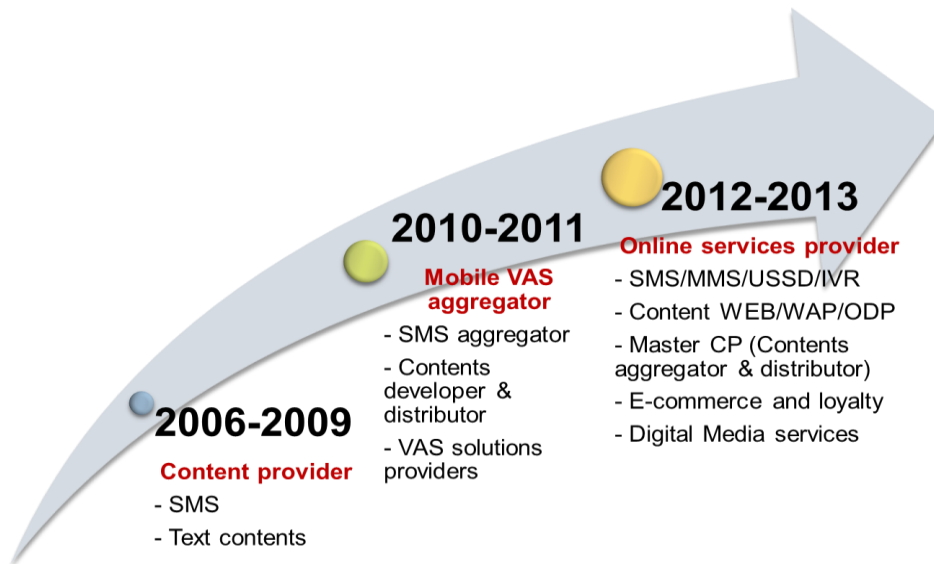 2006-2009
Content provider
- SMS
- Text contents
2010-2011
Mobile VAS
aggregator
- SMS aggregator
- Contents
developer &
distributor
- VAS solutions
providers
2012-2013
Online services provider
- SMS/MMS/USSD/IVR
- Content WEB/WAP/ODP
- Master CP (Contents
aggregator & distributor)
- E-commerce and loyalty
- Digital Media services